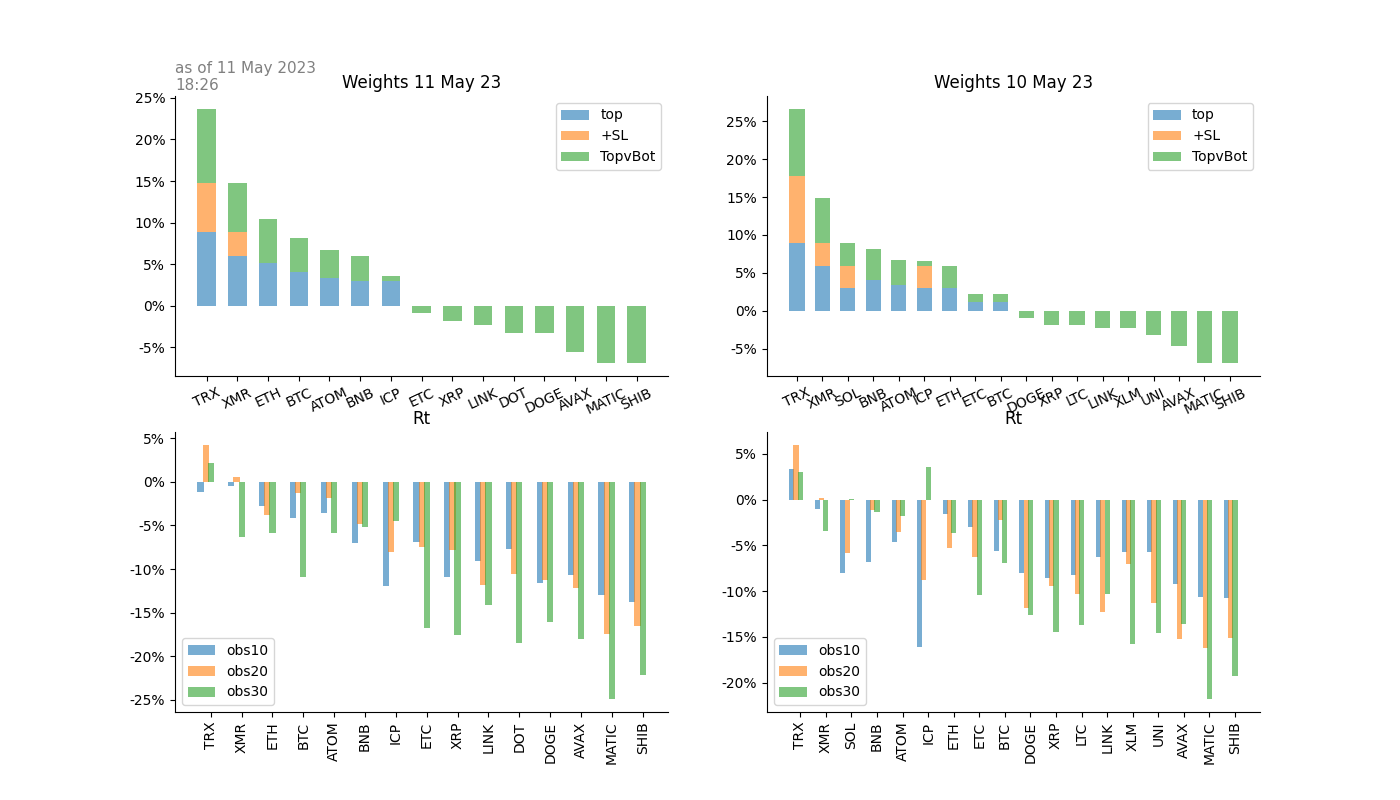 as of 11 May 2023
18:26
Weights 11 May 23
25%
20%
15%
10%
5%
0%
-5%
top
+SL
TopvBot
TRX XMR ETH BTC ATOM BNB ICP ETC XRP LINK DOT DOGE AVAX MATIC SHIB
Weights 10 May 23
25%
20%
15%
10%
5%
0%
-5%
top
+SL
TopvBot
TRX XMR SOL BNB ATOM ICP ETH ETC BTC DOGE XRP LTC LINK XLM UNI AVAX MATIC SHIB
Rt
5%
0%
-5%
-10%
-15%
-20%
-25%
obs10
obs20
obs30
TRX XMR ETH BTC ATOM BNB ICP ETC XRP LINK DOT DOGE AVAX MATIC SHIB
Rt
5%
0%
-5%
-10%
-15%
-20%
obs10
obs20
obs30
TRX XMR SOL BNB ATOM ICP ETH ETC BTC DOGE XRP LTC LINK XLM UNI AVAX MATIC SHIB